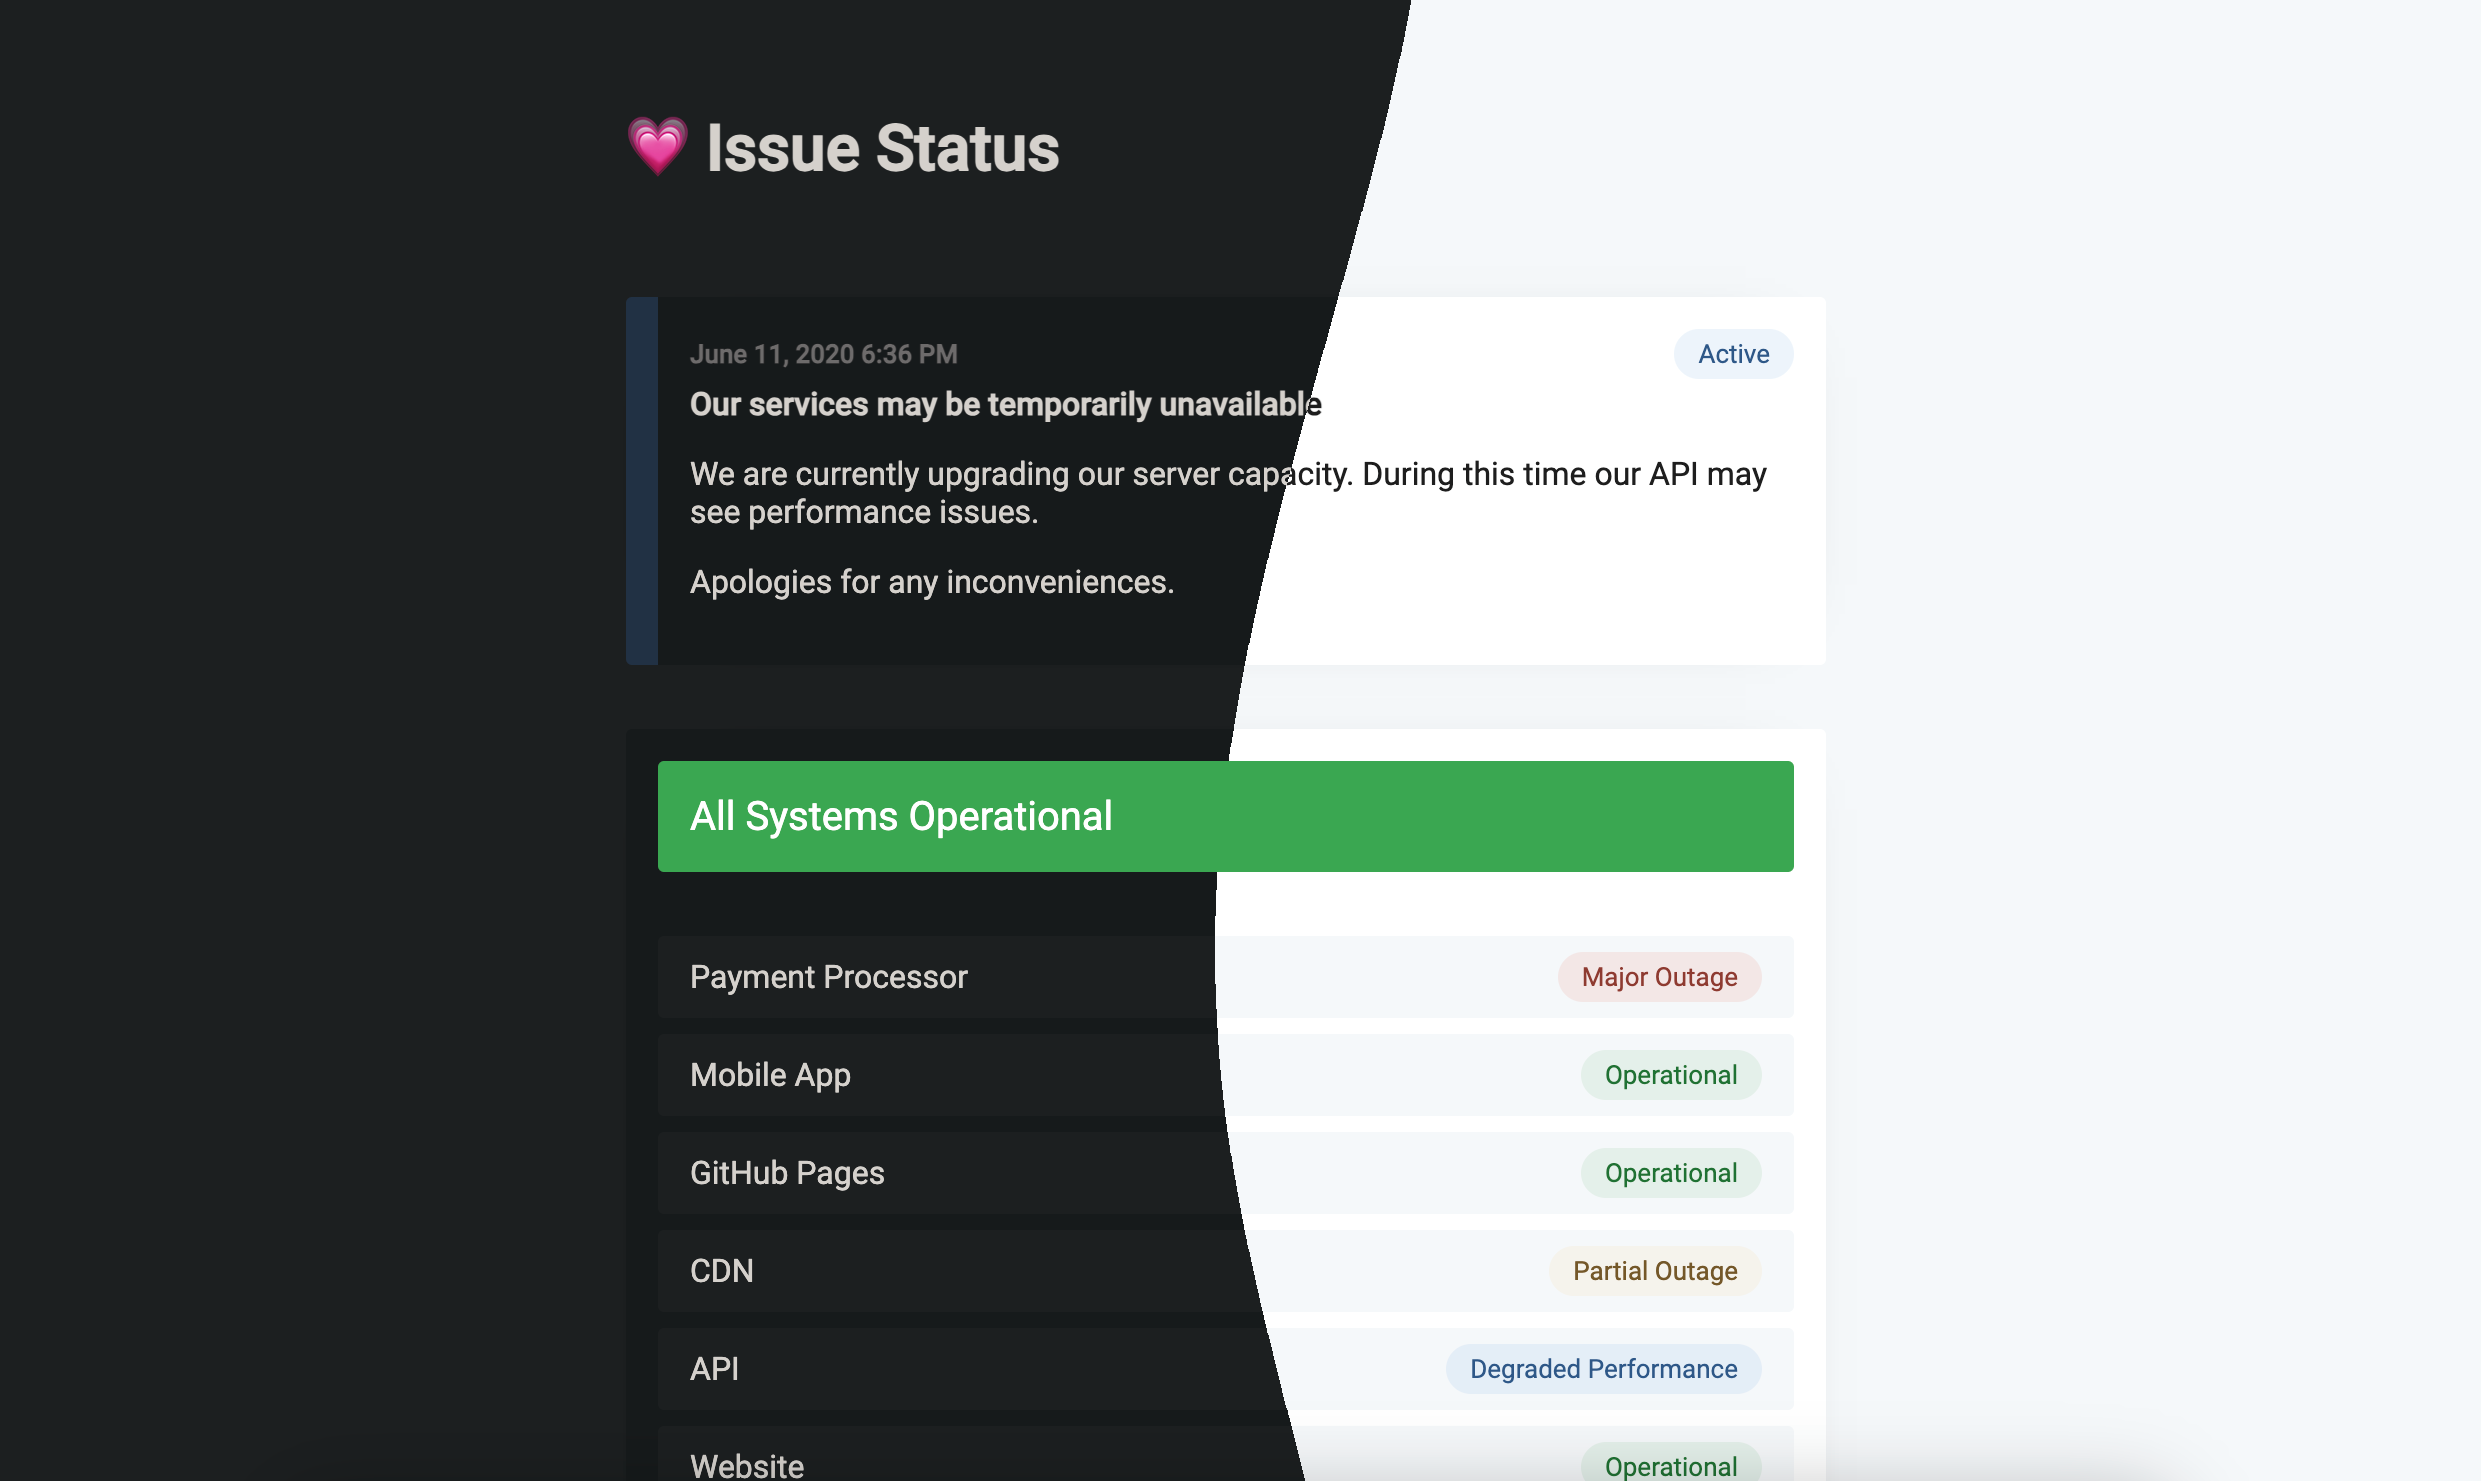 💗 Issue Status
June 11, 2020 6:36 PM
Active
Our services may be temporarily unavailable
We are currently upgrading our server capacity. During this time our API may
see performance issues.
Apologies for any inconveniences.
All Systems Operational
Payment Processor
Major Outage
Mobile App
Operational
GitHub Pages
Operational
CDN
Partial Outage
API
Degraded Performance
Website
Operational